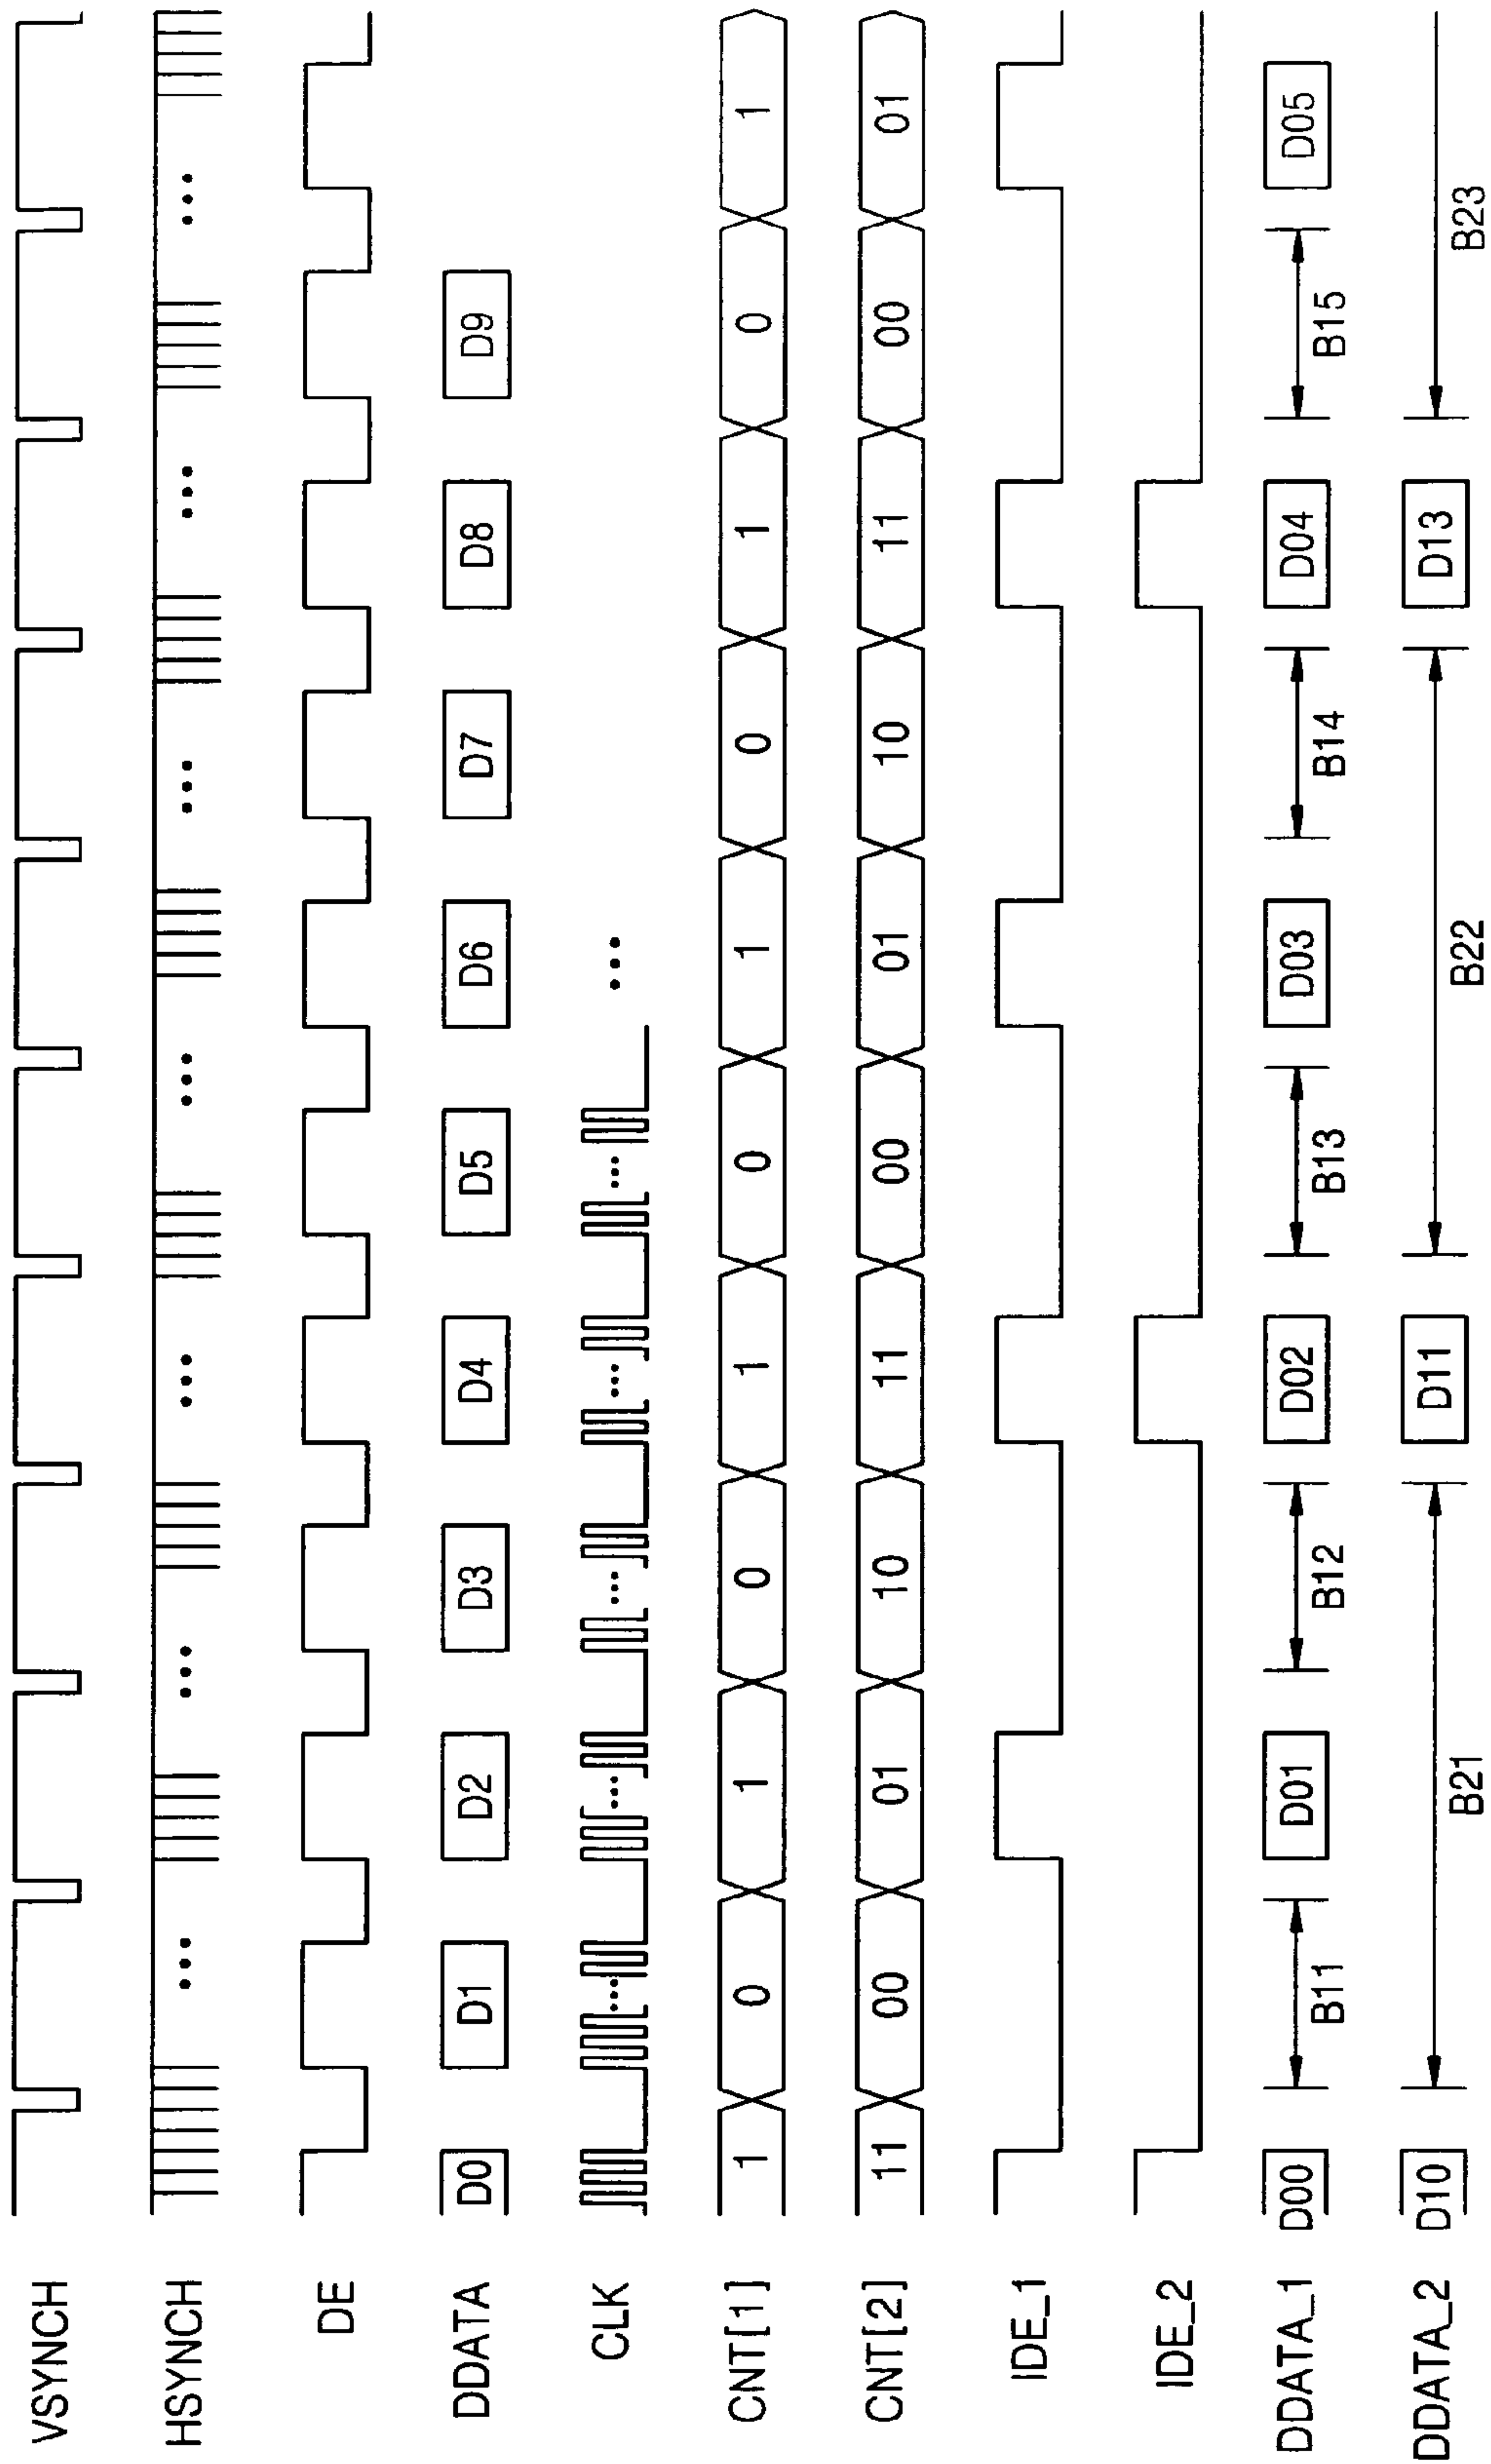 VSYNCH
HSYNCH ... ... ... ... ... ... ...
DE
DDATA D0 D1 D2 D3 D4 D5 D6 D7 D8 D9
CLK ... ... ... ... ... ...
CNT[1] 1 0 1 0 1 0 1 0 1 0 1
CNT[2] 11 00 01 10 11 00 01 10 11 00 01
IDE_1
IDE_2
DDATA_1 D00 D01 D02 D03 D04 D05
B11 B12 B13 B14 B15
DDATA_2 D10 D11 D13
B21 B22 B23